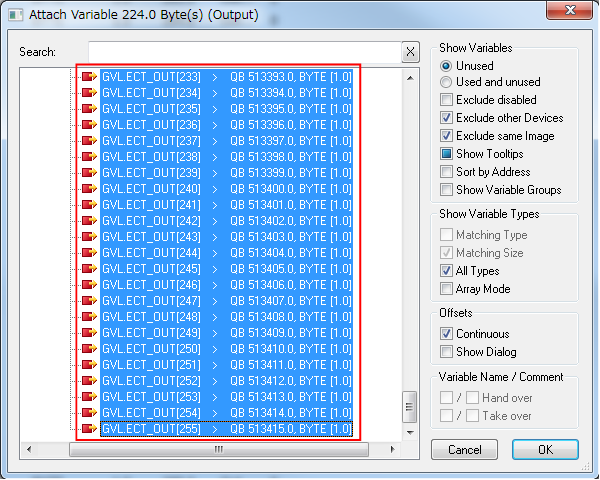 Attach Variable 224.0 Byte(s) (Output)
Search:
X
GVL.ECT_OUT[233] > QB 513393.0, BYTE [1.0]
GVL.ECT_OUT[234] > QB 513394.0, BYTE [1.0]
GVL.ECT_OUT[235] > QB 513395.0, BYTE [1.0]
GVL.ECT_OUT[236] > QB 513396.0, BYTE [1.0]
GVL.ECT_OUT[237] > QB 513397.0, BYTE [1.0]
GVL.ECT_OUT[238] > QB 513398.0, BYTE [1.0]
GVL.ECT_OUT[239] > QB 513399.0, BYTE [1.0]
GVL.ECT_OUT[240] > QB 513400.0, BYTE [1.0]
GVL.ECT_OUT[241] > QB 513401.0, BYTE [1.0]
GVL.ECT_OUT[242] > QB 513402.0, BYTE [1.0]
GVL.ECT_OUT[243] > QB 513403.0, BYTE [1.0]
GVL.ECT_OUT[244] > QB 513404.0, BYTE [1.0]
GVL.ECT_OUT[245] > QB 513405.0, BYTE [1.0]
GVL.ECT_OUT[246] > QB 513406.0, BYTE [1.0]
GVL.ECT_OUT[247] > QB 513407.0, BYTE [1.0]
GVL.ECT_OUT[248] > QB 513408.0, BYTE [1.0]
GVL.ECT_OUT[249] > QB 513409.0, BYTE [1.0]
GVL.ECT_OUT[250] > QB 513410.0, BYTE [1.0]
GVL.ECT_OUT[251] > QB 513411.0, BYTE [1.0]
GVL.ECT_OUT[252] > QB 513412.0, BYTE [1.0]
GVL.ECT_OUT[253] > QB 513413.0, BYTE [1.0]
GVL.ECT_OUT[254] > QB 513414.0, BYTE [1.0]
GVL.ECT_OUT[255] > QB 513415.0, BYTE [1.0]
Show Variables
Unused
Used and unused
Exclude disabled
Exclude other Devices
Exclude same Image
Show Tooltips
Sort by Address
Show Variable Groups
Show Variable Types
Matching Type
Matching Size
All Types
Array Mode
Offsets
Continuous
Show Dialog
Variable Name / Comment
/ Hand over
/ Take over
Cancel
OK